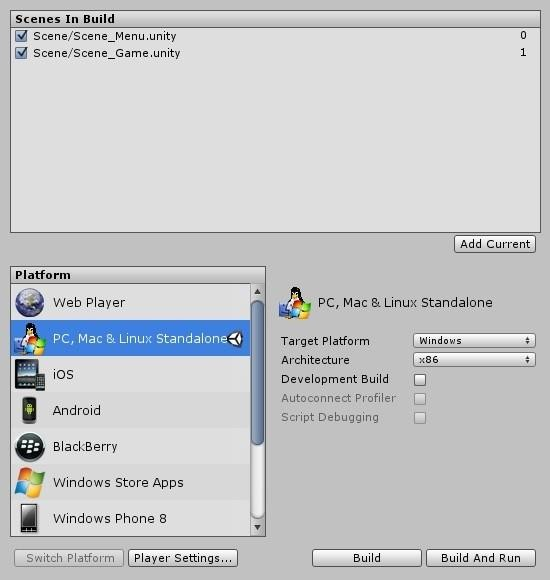 Scenes In Build
Scene/Scene_Menu.unity 0
Scene/Scene_Game.unity 1
Add Current
Platform
Web Player
PC, Mac & Linux Standalone
iOS
Android
BlackBerry
Windows Store Apps
Windows Phone 8
PC, Mac & Linux Standalone
Target Platform Windows
Architecture x86
Development Build
Autoconnect Profiler
Script Debugging
Switch Platform Player Settings... Build Build And Run